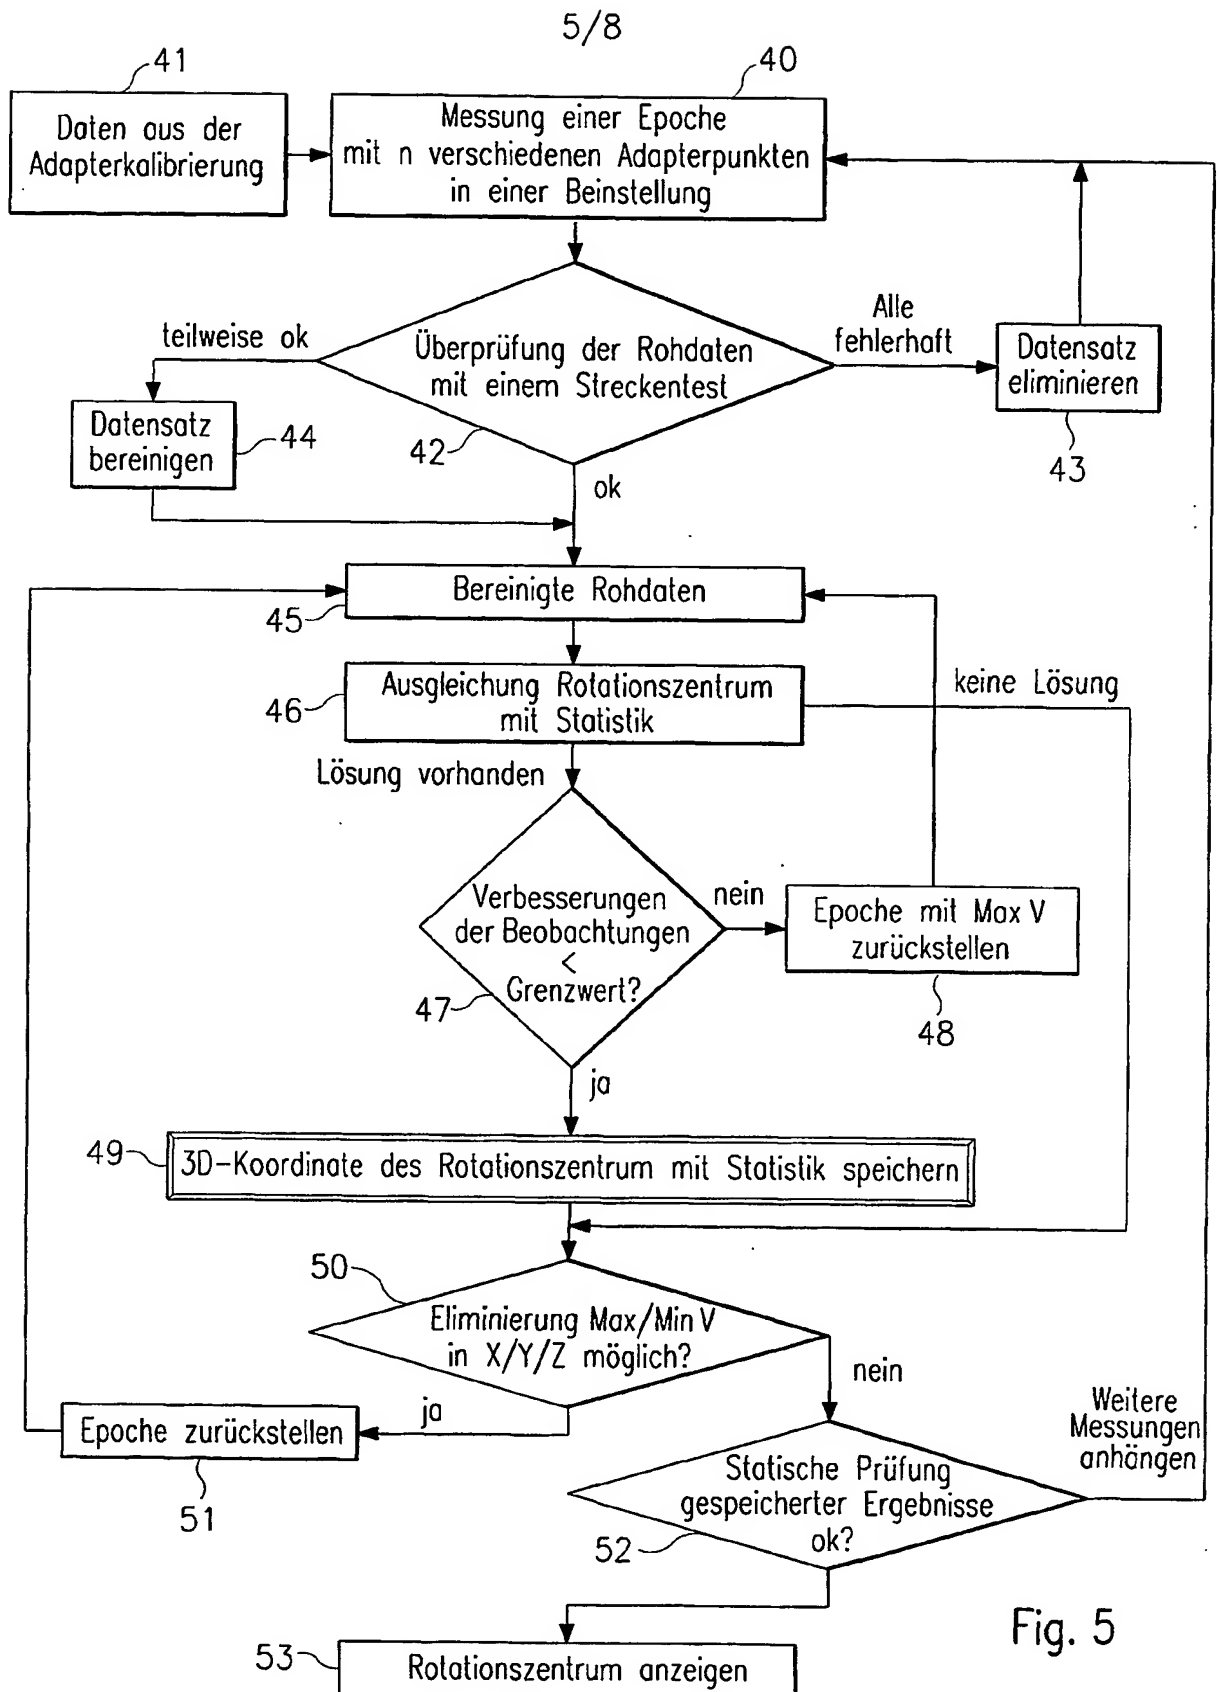 5/8
41
40
Daten aus der
Adapterkalibrierung
Messung einer Epoche
mit n verschiedenen Adapterpunkten
in einer Beinstellung
teilweise ok
Überprüfung der Rohdaten
mit einem Streckentest
Alle
fehlerhaft
Datensatz
eliminieren
43
Datensatz
bereinigen
44
42
ok
Bereinigte Rohdaten
45
Ausgleichung Rotationszentrum
mit Statistik
46
keine Lösung
Lösung vorhanden
Verbesserungen
der Beobachtungen
<
Grenzwert?
47
nein
Epoche mit Max V
zurückstellen
48
ja
49
3D-Koordinate des Rotationszentrum mit Statistik speichern
50
Eliminierung Max/Min V
in X/Y/Z möglich?
nein
ja
Epoche zurückstellen
51
Weitere
Messungen
anhängen
Statische Prüfung
gespeicherter Ergebnisse
ok?
52
53
Rotationszentrum anzeigen
Fig. 5